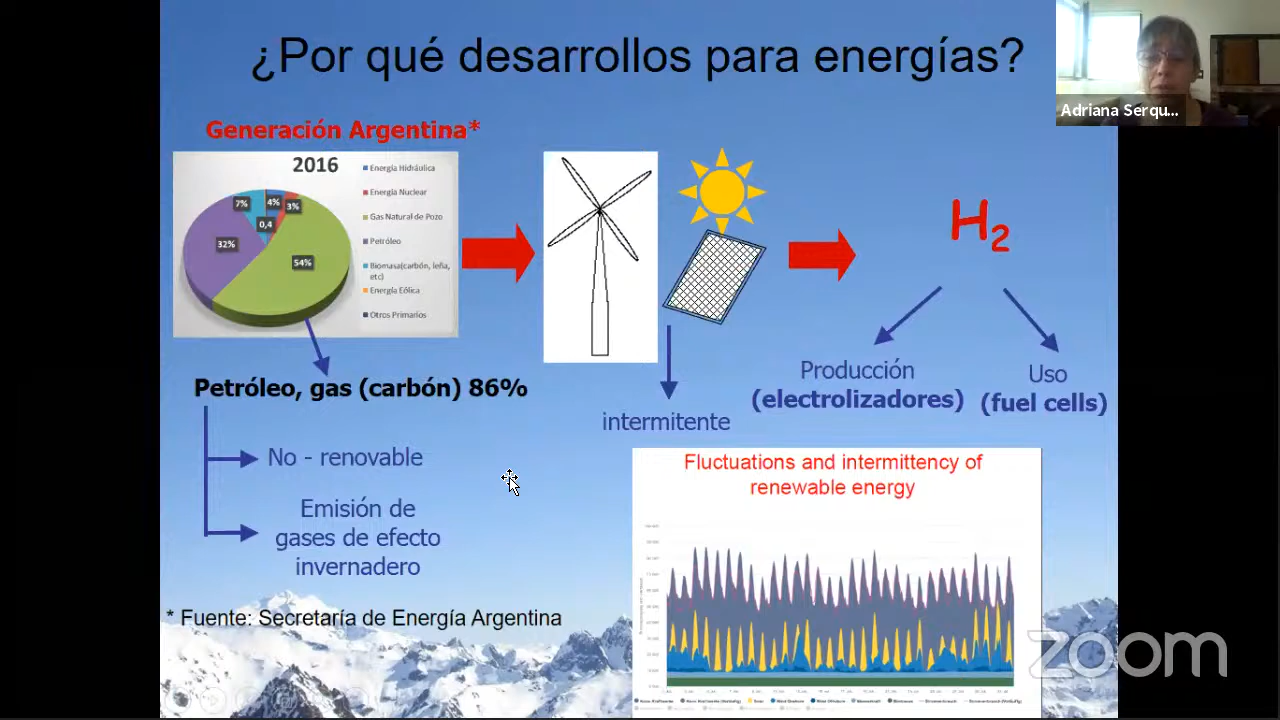 ¿Por qué desarrollos para energías?
Adriana Serqu...
Generación Argentina*
2016
Energía Hidráulica
Energía Nuclear
Gas Natural de Pozo
Petróleo
Biomasa(carbón, leña,
etc)
Energía Eólica
Otros Primarios
7%
4%
3%
0,4
32%
54%
H2
Petróleo, gas (carbón) 86%
No - renovable
Emisión de
gases de efecto
invernadero
* Fuente: Secretaría de Energía Argentina
intermitente
Producción
(electrolizadores)
Uso
(fuel cells)
Fluctuations and intermittency of
renewable energy
zoom